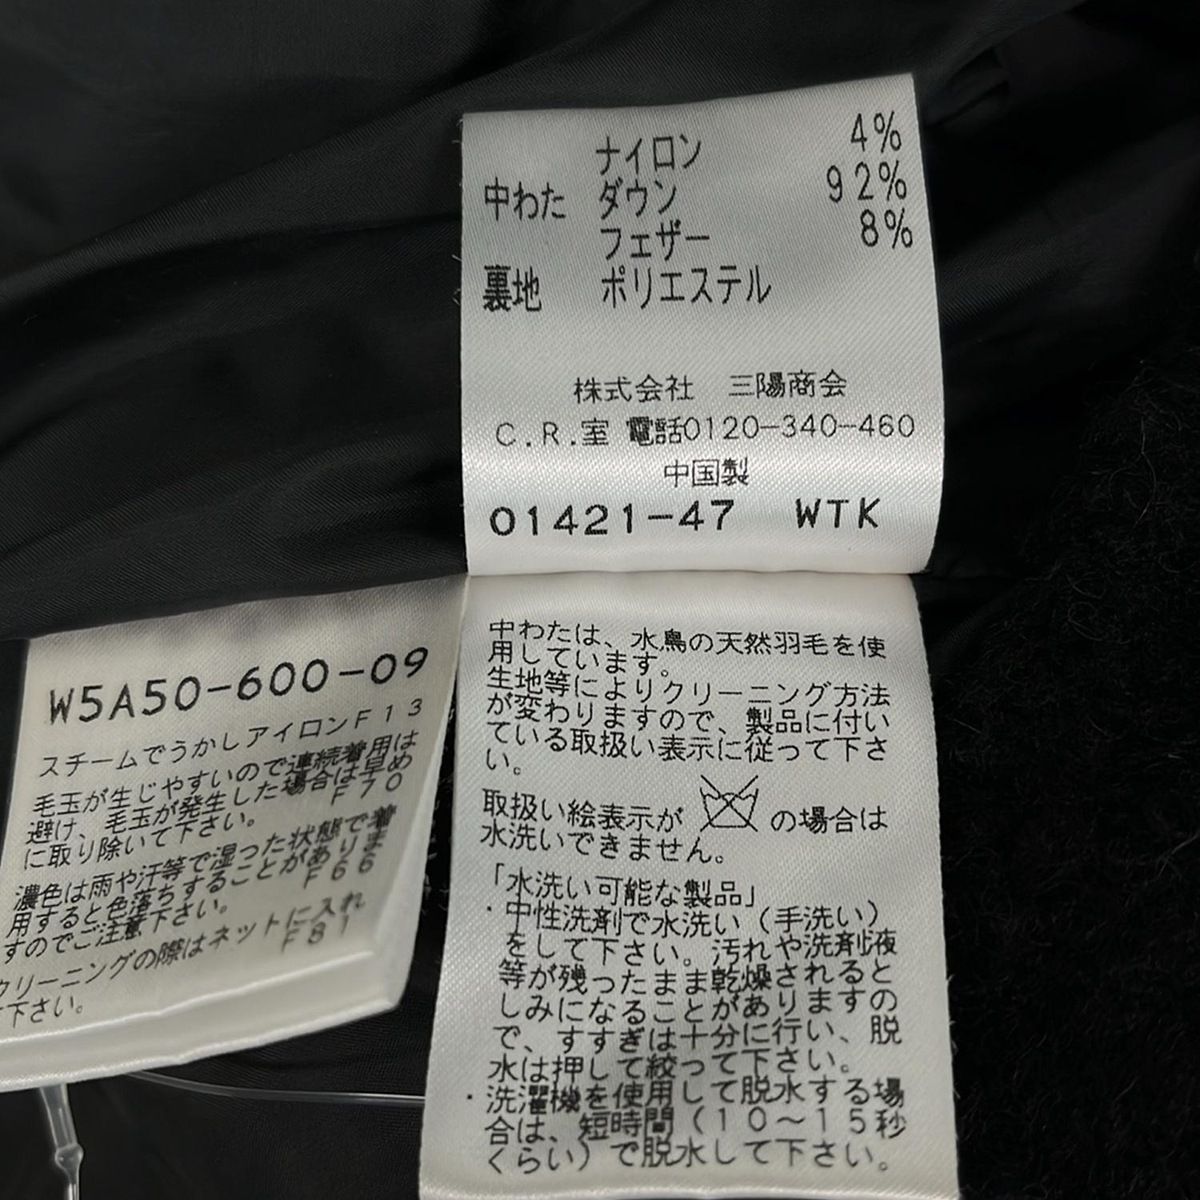 ナイロン 4%
中わた ダウン 92%
フェザー 8%
裏地 ポリエステル
株式会社 三陽商会
C.R.室 電話0120-340-460
中国製
01421-47 WTK
W5A50-600-09
スチームでうかしアイロンF13
毛玉が生じやすいので連続着用は
避け、毛玉が発生した場合は早め
に取り除いて下さい。 F70
濃色は雨や汗等で湿った状態で着
用すると色落ちすることがありま
すのでご注意下さい。 F66
クリーニングの際はネットに入れ
て下さい。 F81
中わたは、水鳥の天然羽毛を使
用しています。
生地等によりクリーニング方法
が変わりますので、製品に付い
ている取扱い表示に従って下さ
い。
取扱い絵表示が の場合は
水洗いできません。
「水洗い可能な製品」
・中性洗剤で水洗い（手洗い）
をして下さい。汚れや洗剤液
等が残ったまま乾燥されると
しみになることがありますの
で、すすぎは十分に行い、脱
水は押して絞って下さい。
・洗濯機を使用して脱水する場
合は、短時間（10～15秒
くらい）で脱水して下さい。